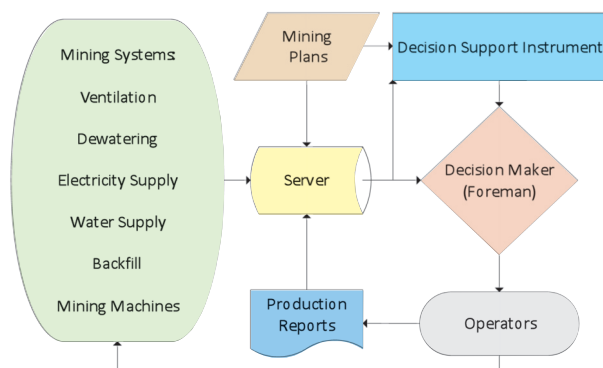 Mining Systems:
Ventilation
Dewatering
Electricity Supply
Water Supply
Backfill
Mining Machines
Mining
Plans
Decision Support Instrument
Server
Decision Maker
(Foreman)
Production
Reports
Operators